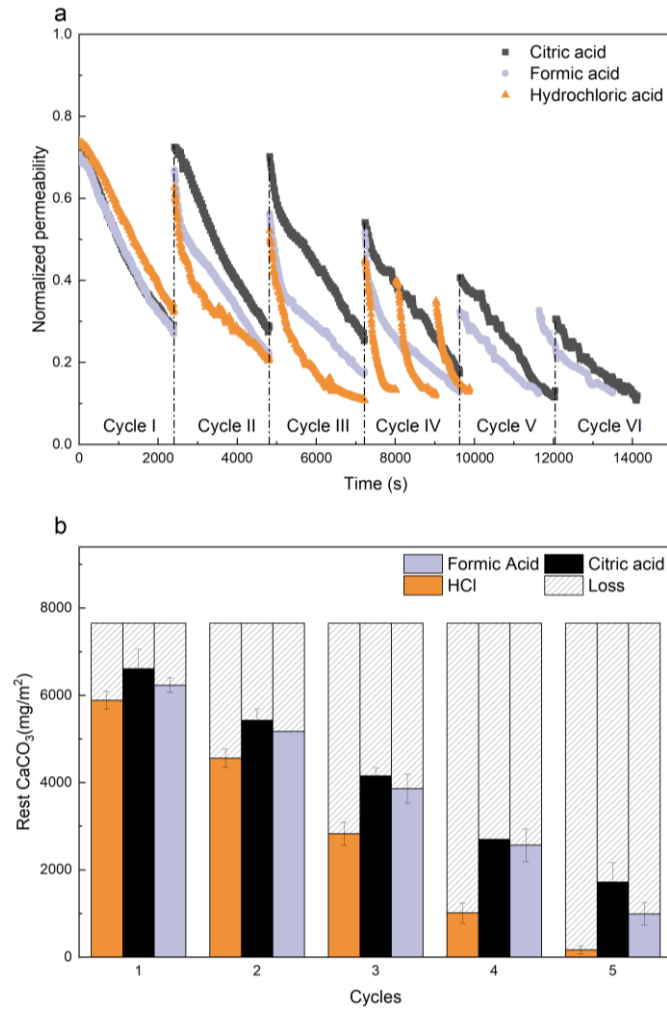 a
Citric acid
Formic acid
Hydrochloric acid
Normalized permeability
1.0
0.8
0.6
0.4
0.2
0.0
Cycle I Cycle II Cycle III Cycle IV Cycle V Cycle VI
0 2000 4000 6000 8000 10000 12000 14000
Time (s)
b
Formic Acid Citric acid
HCl Loss
Rest CaCO₃(mg/m²)
8000
6000
4000
2000
0
1 2 3 4 5
Cycles